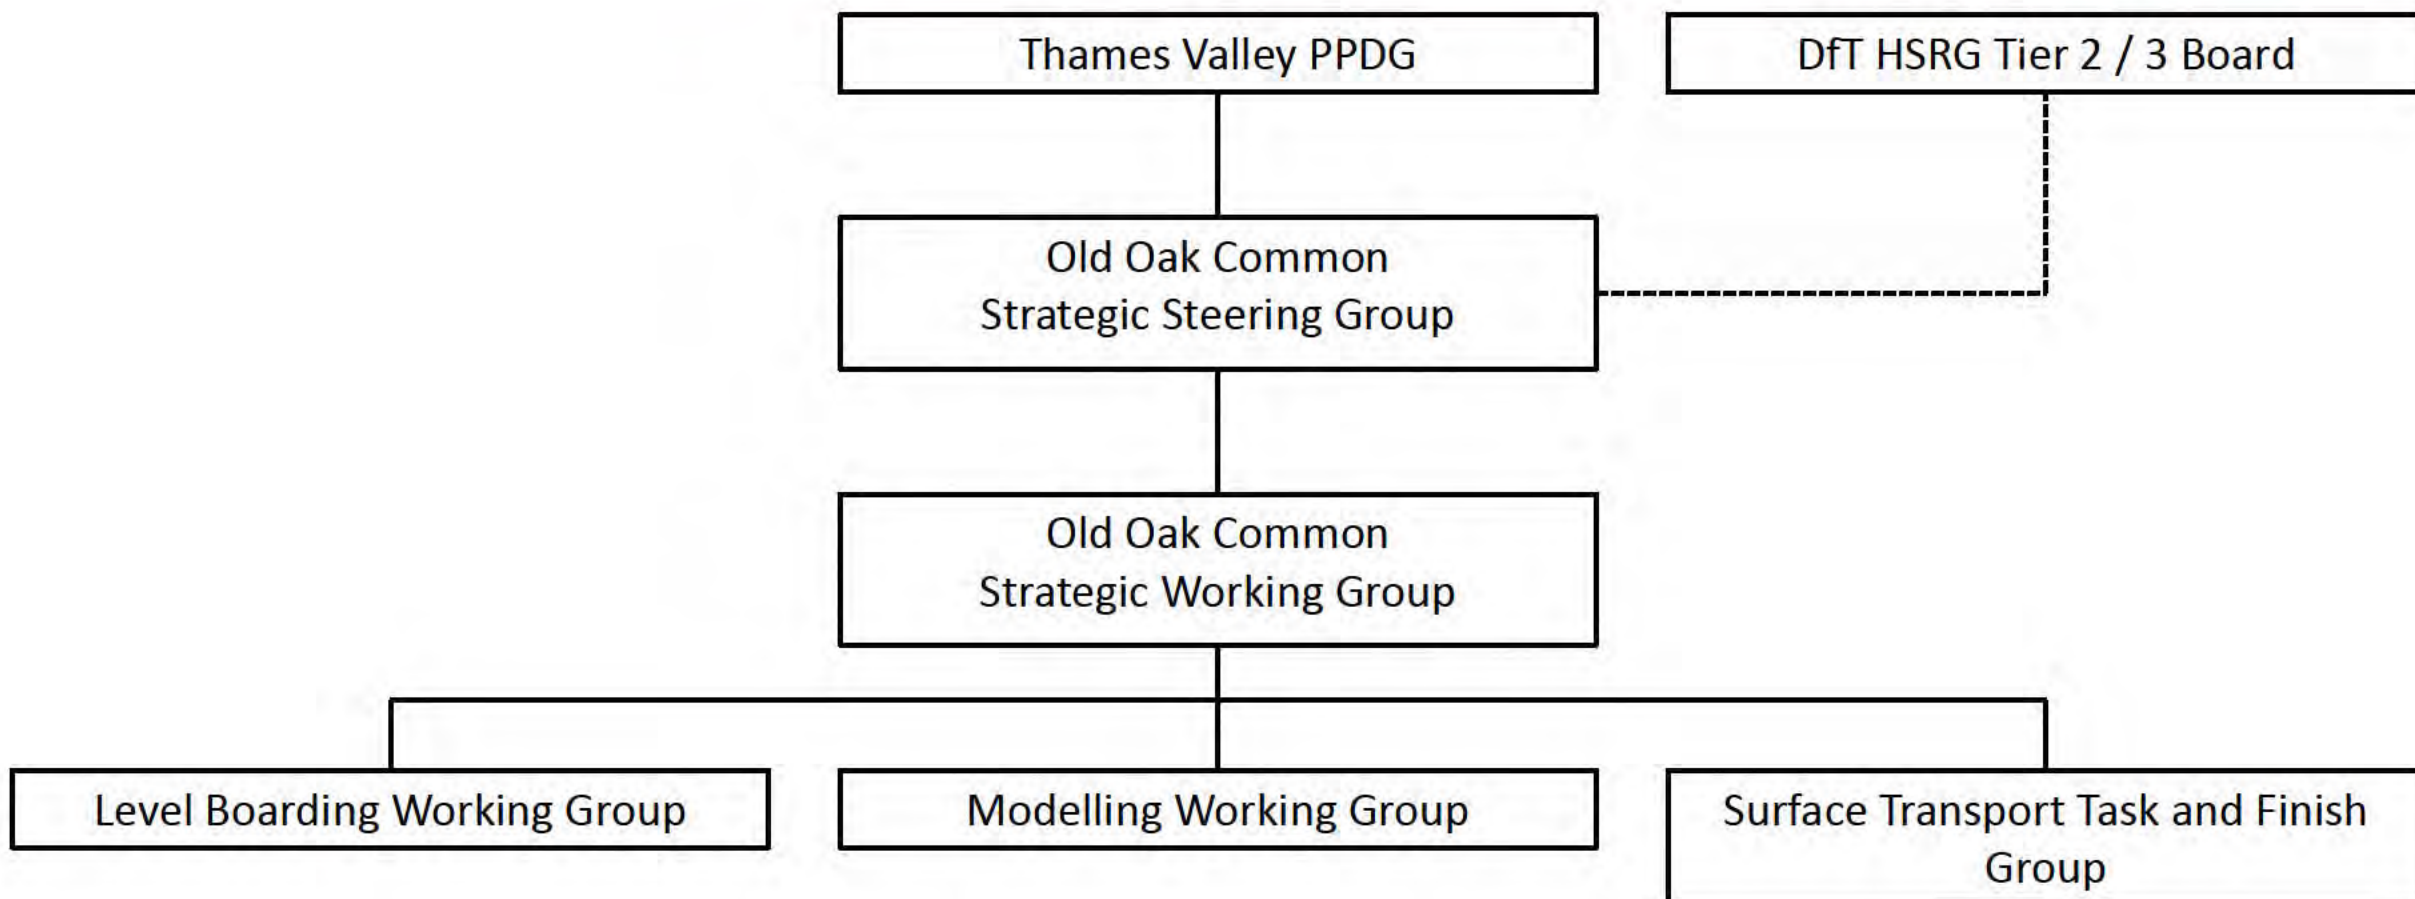 Thames Valley PPDG
DfT HSRG Tier 2 / 3 Board
Old Oak Common
Strategic Steering Group
Old Oak Common
Strategic Working Group
Level Boarding Working Group
Modelling Working Group
Surface Transport Task and Finish
Group